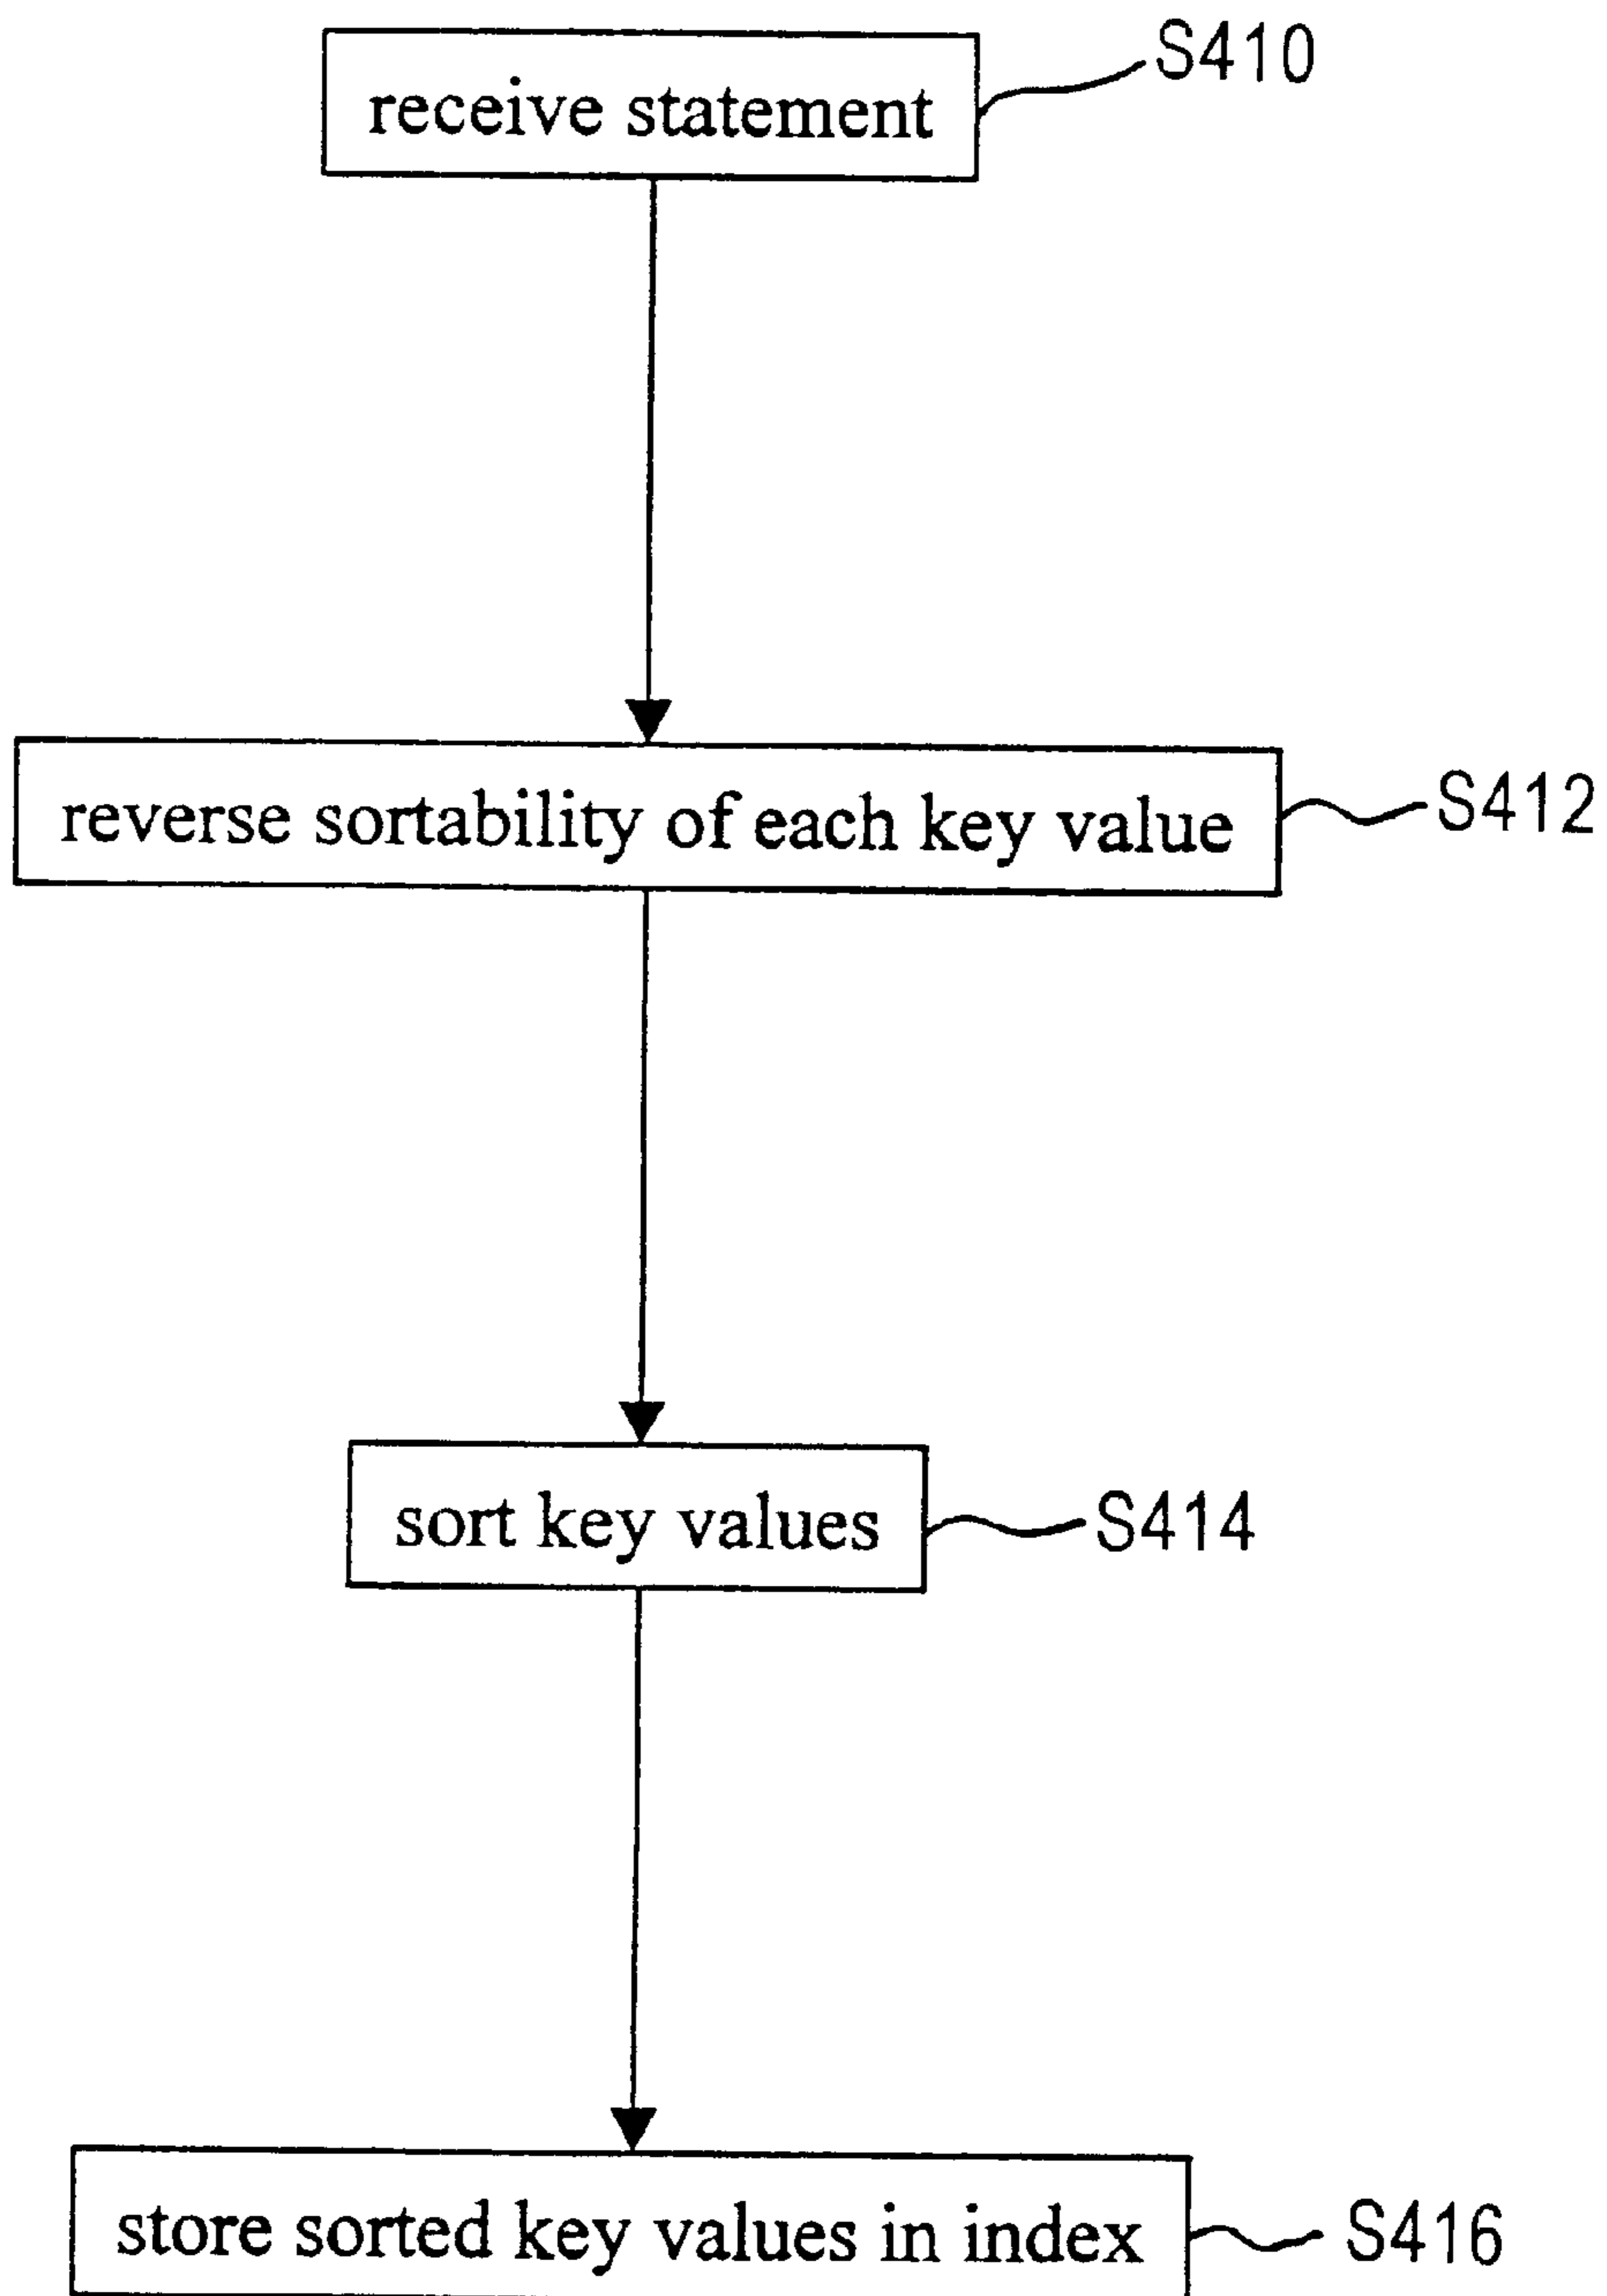 receive statement
S410
reverse sortability of each key value
S412
sort key values
S414
store sorted key values in index
S416